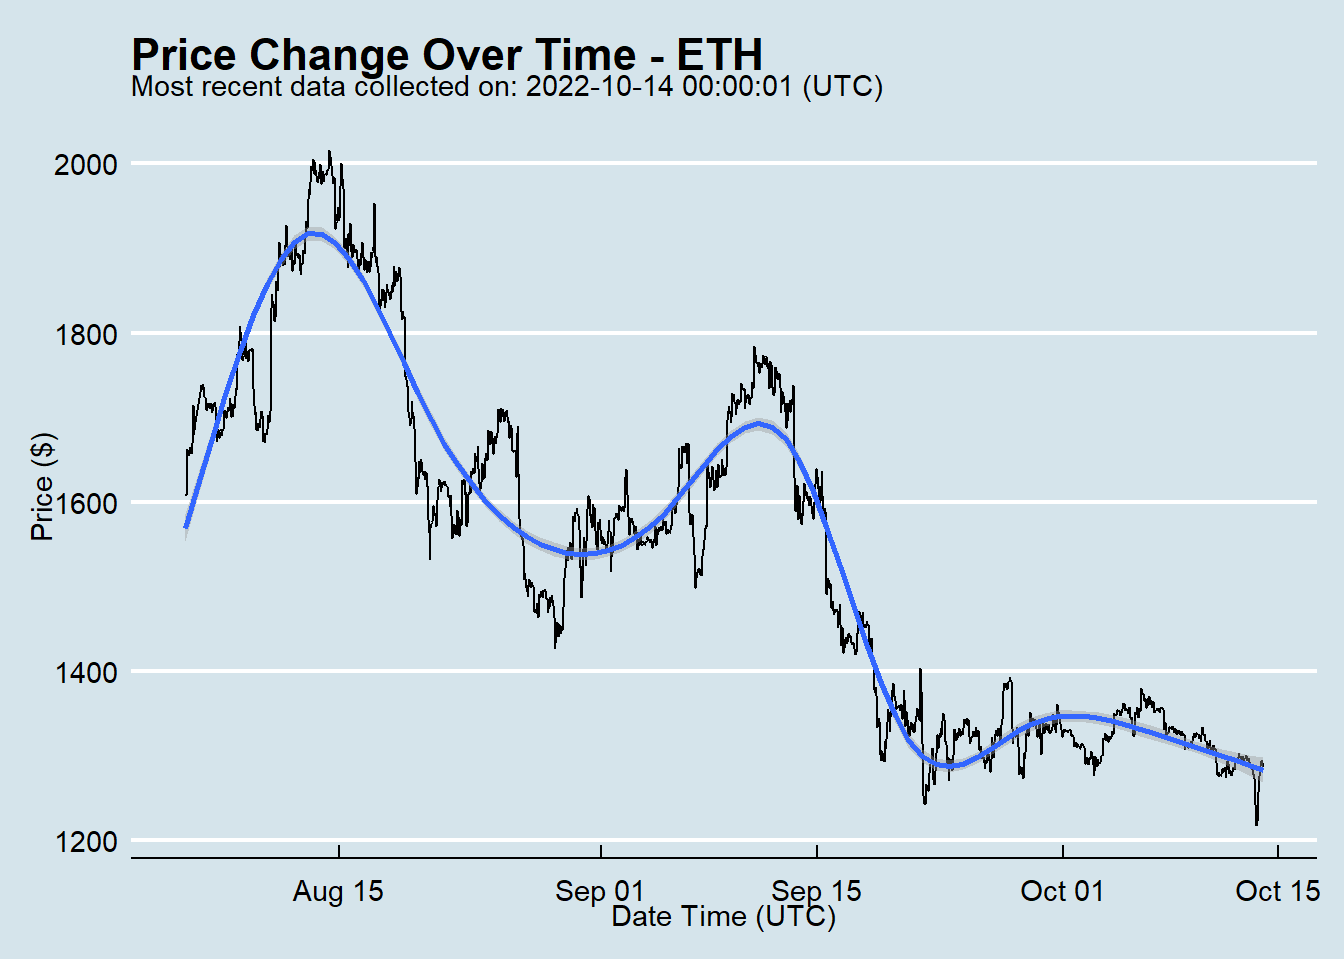 Price Change Over Time - ETH
Most recent data collected on: 2022-10-14 00:00:01 (UTC)
2000
1800
1600
1400
1200
Price ($)
Aug 15
Sep 01
Sep 15
Oct 01
Oct 15
Date Time (UTC)